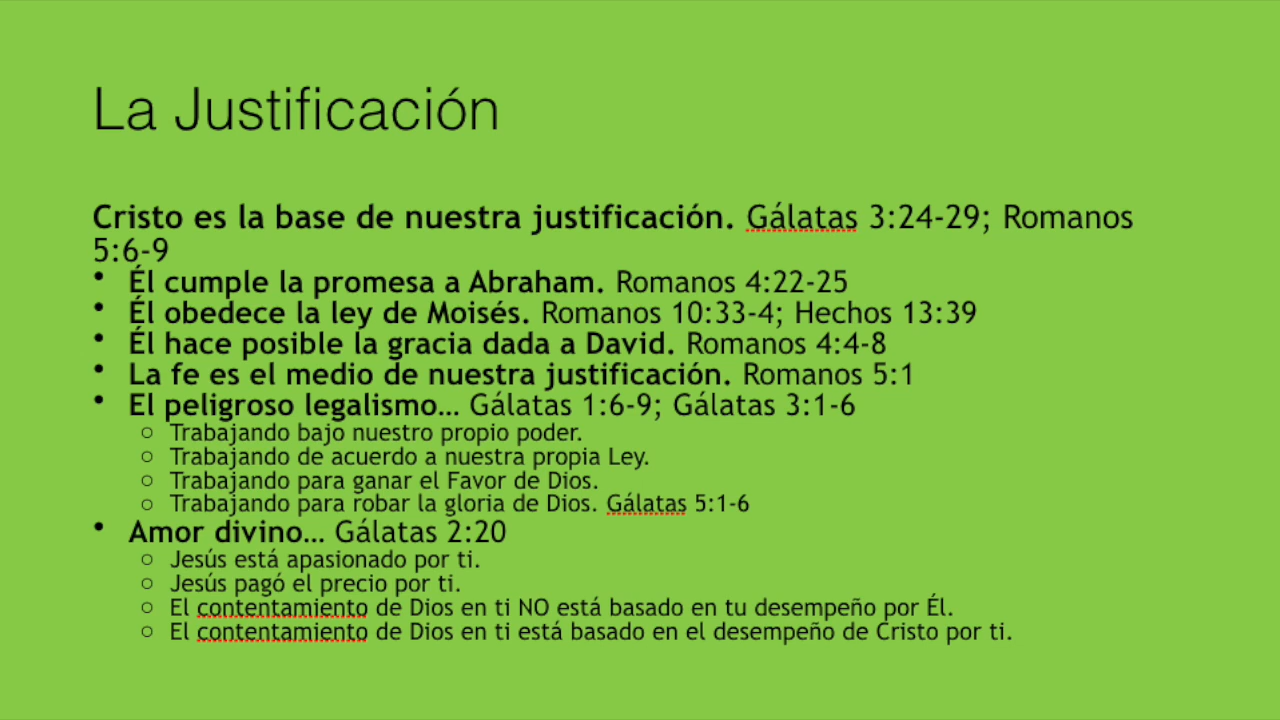 La Justificación
Cristo es la base de nuestra justificación. Gálatas 3:24-29; Romanos
5:6-9
• Él cumple la promesa a Abraham. Romanos 4:22-25
• Él obedece la ley de Moisés. Romanos 10:33-4; Hechos 13:39
• Él hace posible la gracia dada a David. Romanos 4:4-8
• La fe es el medio de nuestra justificación. Romanos 5:1
• El peligroso legalismo… Gálatas 1:6-9; Gálatas 3:1-6
○ Trabajando bajo nuestro propio poder.
○ Trabajando de acuerdo a nuestra propia Ley.
○ Trabajando para ganar el Favor de Dios.
○ Trabajando para robar la gloria de Dios. Gálatas 5:1-6
• Amor divino… Gálatas 2:20
○ Jesús está apasionado por ti.
○ Jesús pagó el precio por ti.
○ El contentamiento de Dios en ti NO está basado en tu desempeño por Él.
○ El contentamiento de Dios en ti está basado en el desempeño de Cristo por ti.